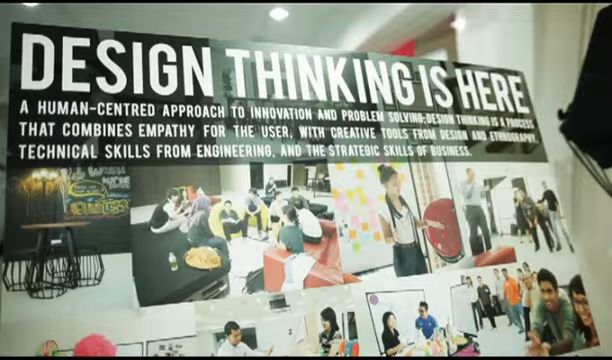 DESIGN THINKING IS HERE
A HUMAN-CENTRED APPROACH TO INNOVATION AND PROBLEM SOLVING; DESIGN THINKING IS A PROCESS
THAT COMBINES EMPATHY FOR THE USER, WITH CREATIVE TOOLS FROM DESIGN AND ETHNOGRAPHY,
TECHNICAL SKILLS FROM ENGINEERING, AND THE STRATEGIC SKILLS OF BUSINESS.